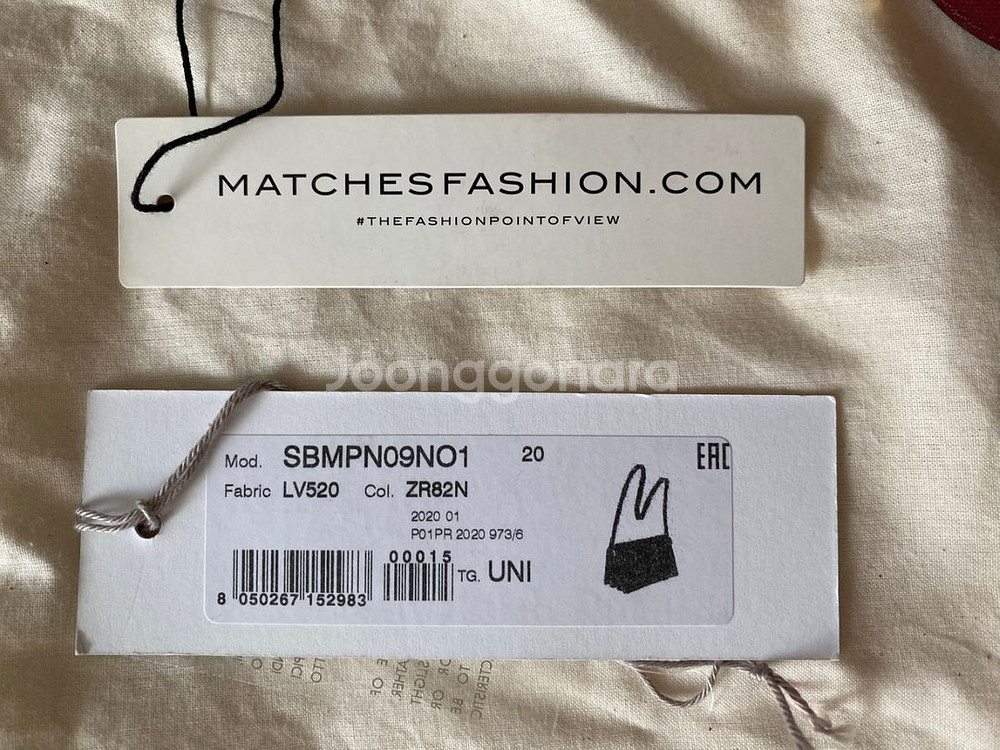 MATCHESFASHION.COM
#THEFASHIONPOINTOFVIEW
Joonggonara
Mod. SBMPN09NO1 20 EAC
Fabric LV520 Col. ZR82N
2020 01
P01PR 2020 973/6
00015
TG. UNI
8 050267 152983